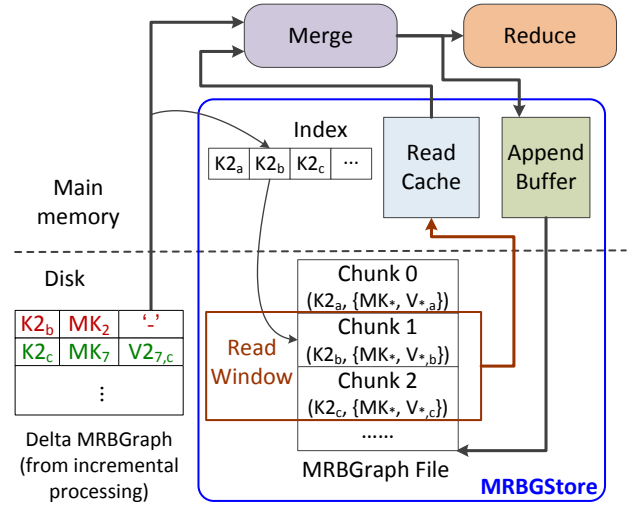 Merge
Reduce
Index
K2a K2b K2c ...
Read
Cache
Append
Buffer
Main
memory
Disk
K2b MK2 ‘-’
K2c MK7 V27,c
⋮
Delta MRBGraph
(from incremental
processing)
Read
Window
Chunk 0
(K2a, {MK*, V*,a})
Chunk 1
(K2b, {MK*, V*,b})
Chunk 2
(K2c, {MK*, V*,c})
......
MRBGraph File
MRBGStore